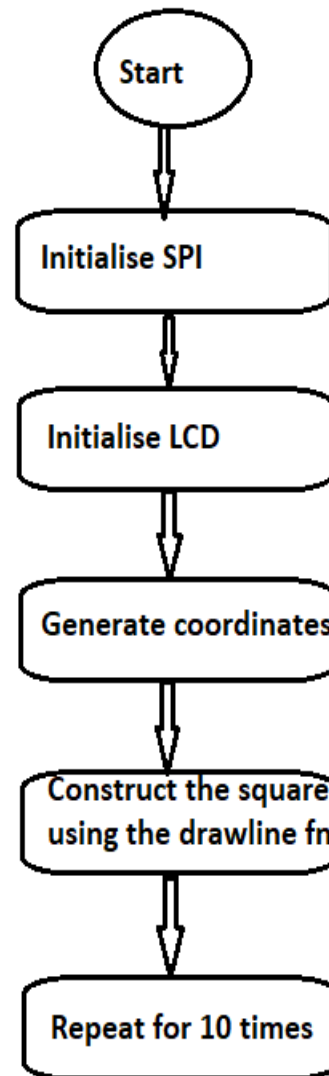 Start
Initialise SPI
Initialise LCD
Generate coordinates
Construct the square
using the drawline fn
Repeat for 10 times